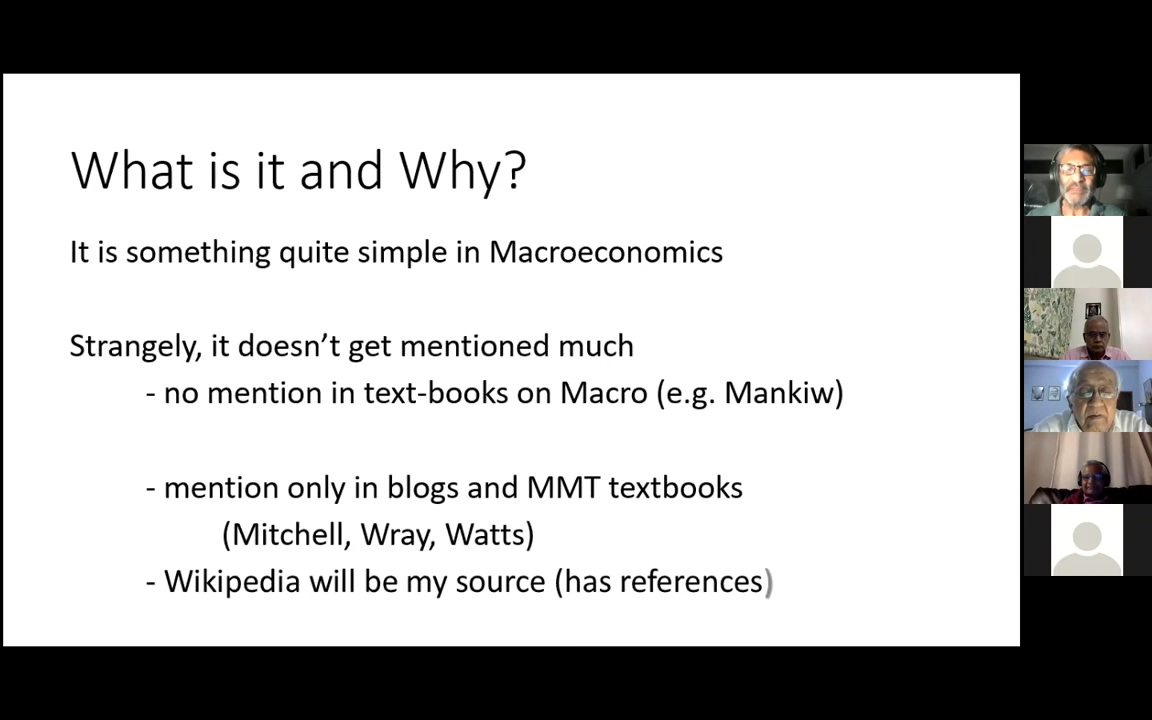 What is it and Why?
It is something quite simple in Macroeconomics
Strangely, it doesn’t get mentioned much
- no mention in text-books on Macro (e.g. Mankiw)
- mention only in blogs and MMT textbooks
(Mitchell, Wray, Watts)
- Wikipedia will be my source (has references)